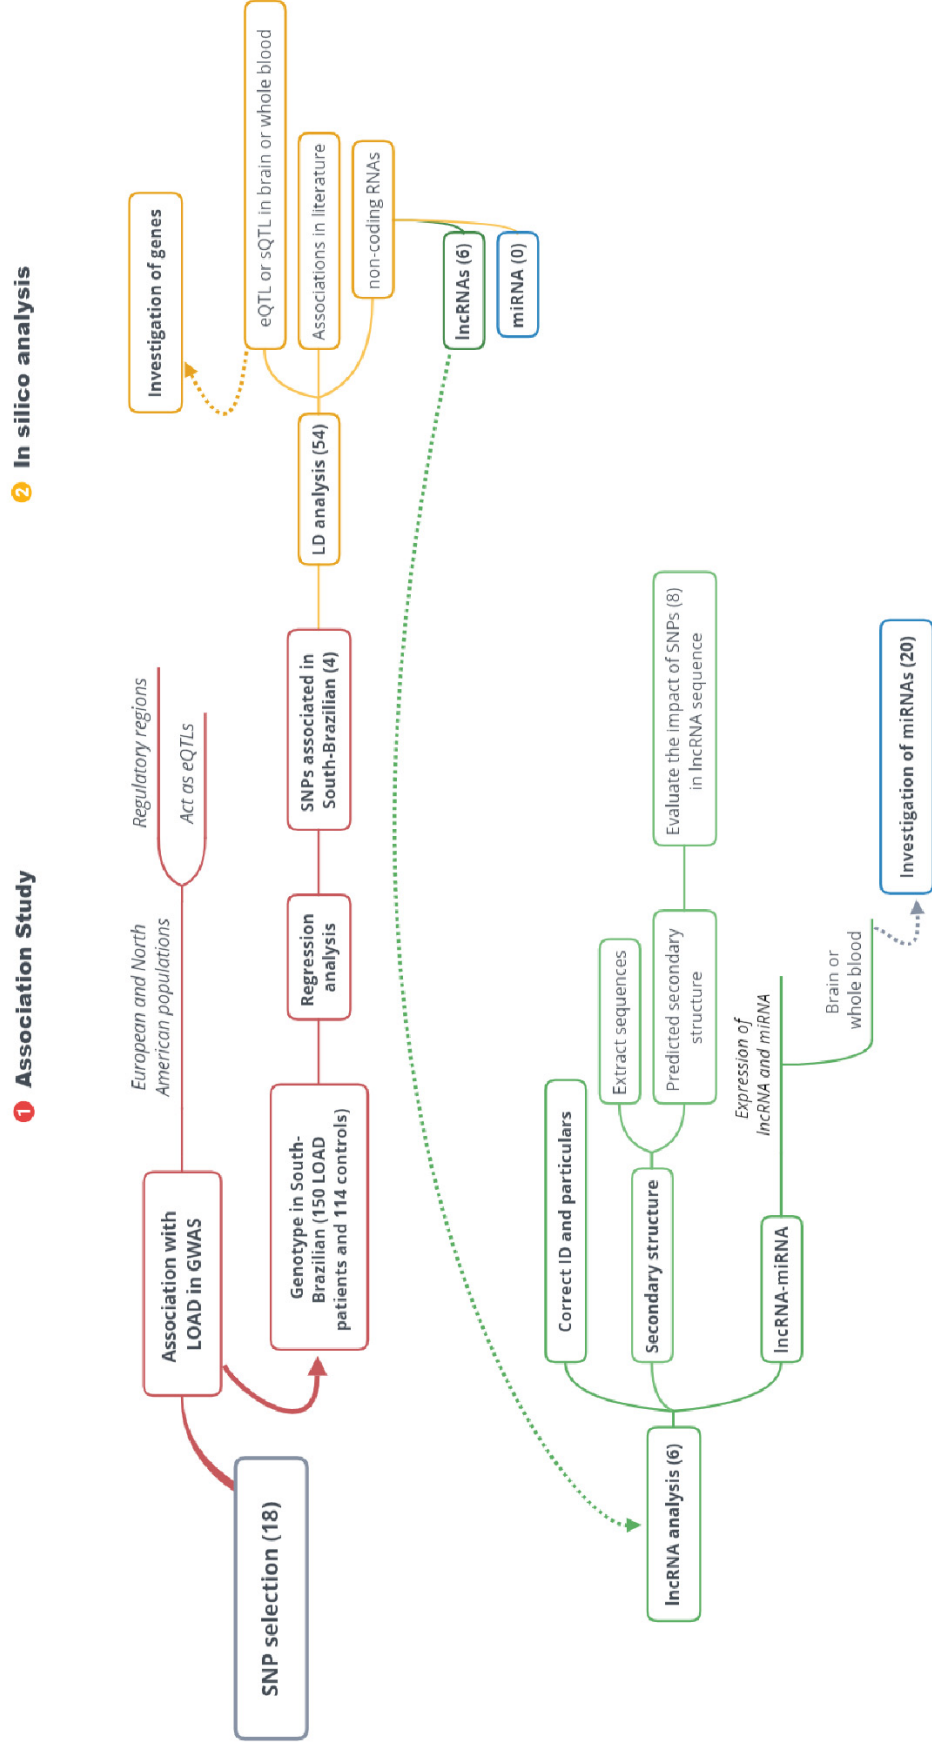 1 Association Study
2 In silico analysis
SNP selection (18)
Association with
LOAD in GWAS
European and North
American populations
Regulatory regions
Act as eQTLs
Genotype in South-
Brazilian (150 LOAD
patients and 114 controls)
Regression
analysis
SNPs associated in
South-Brazilian (4)
LD analysis (54)
Investigation of genes
eQTL or sQTL in brain or whole blood
Associations in literature
non-coding RNAs
lncRNAs (6)
miRNA (0)
lncRNA analysis (6)
Correct ID and particulars
Secondary structure
Extract sequences
Predicted secondary
structure
Evaluate the impact of SNPs (8)
in lncRNA sequence
lncRNA-miRNA
Expression of
lncRNA and miRNA
Brain or
whole blood
Investigation of miRNAs (20)